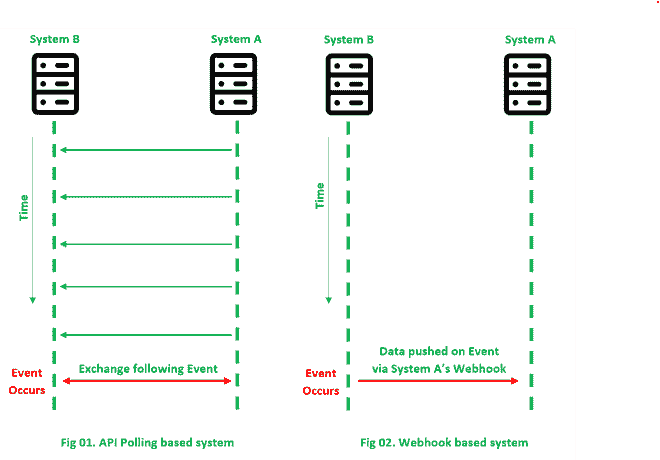 System B
System A
System B
System A
Time
Time
Event
Occurs
Exchange following Event
Event
Occurs
Data pushed on Event
via System A's Webhook
Fig 01. API Polling based system
Fig 02. Webhook based system